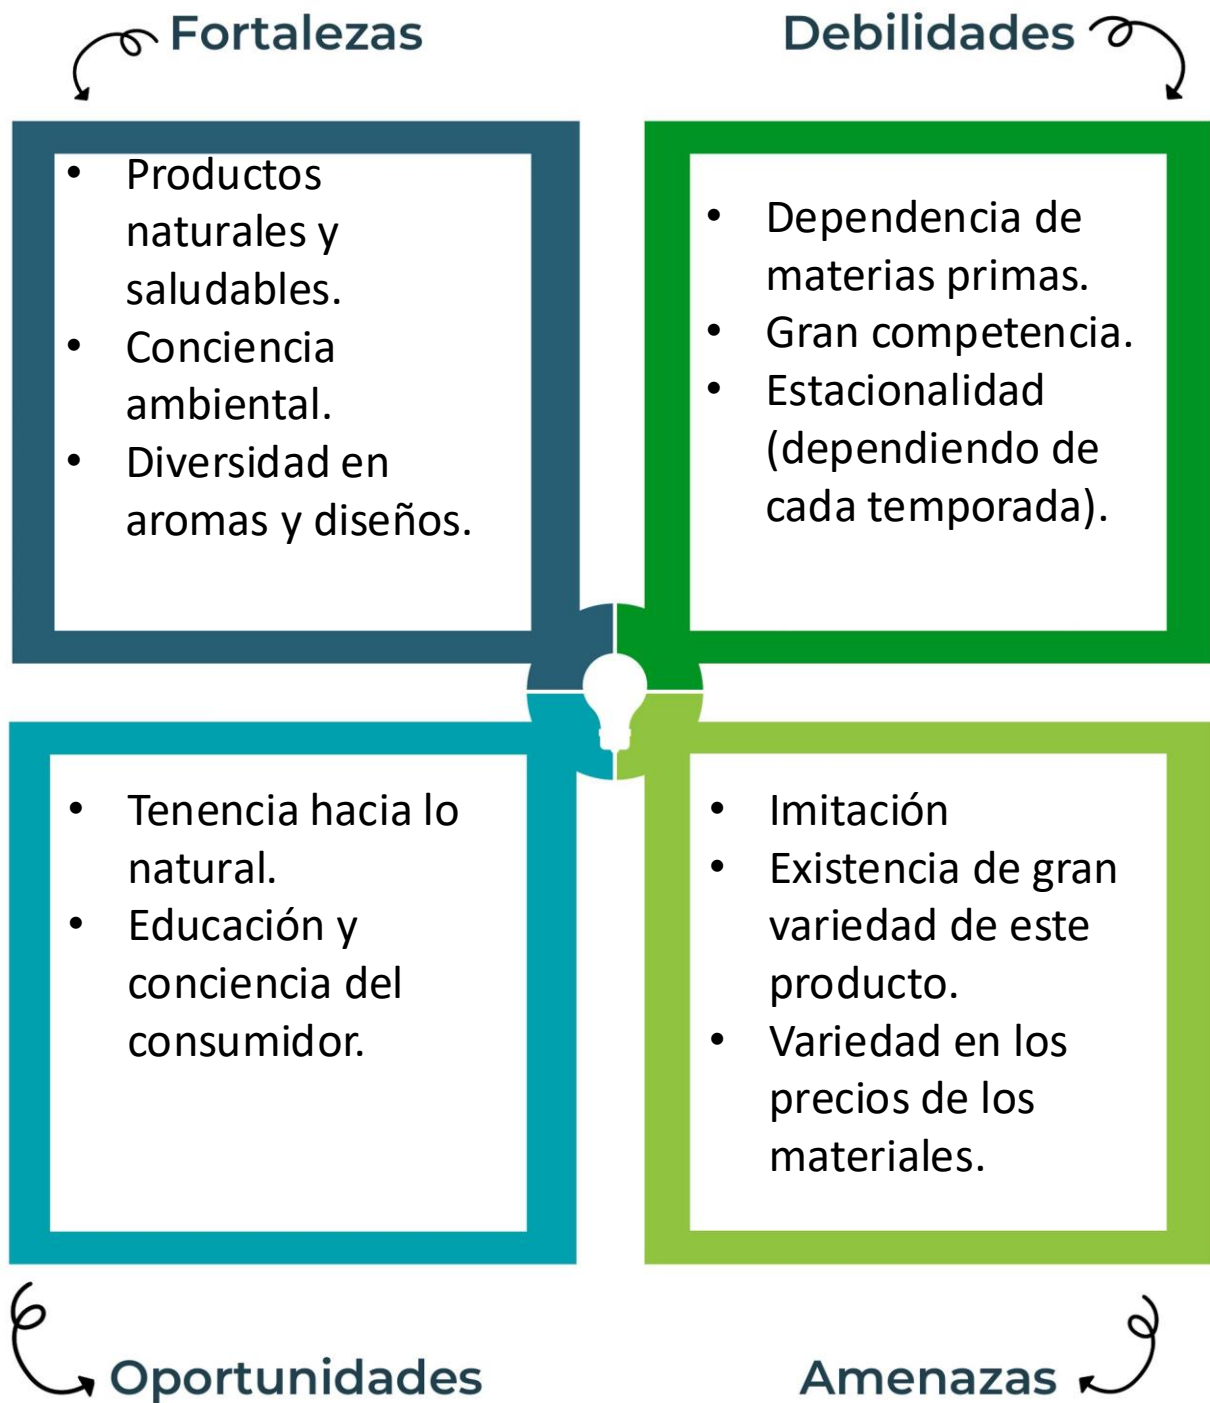 Fortalezas
Productos
naturales y
saludables.
Conciencia
ambiental.
Diversidad en
aromas y diseños.
Debilidades
Dependencia de
materias primas.
Gran competencia.
Estacionalidad
(dependiendo de
cada temporada).
Tenencia hacia lo
natural.
Educación y
conciencia del
consumidor.
Oportunidades
Imitación
Existencia de gran
variedad de este
producto.
Variedad en los
precios de los
materiales.
Amenazas